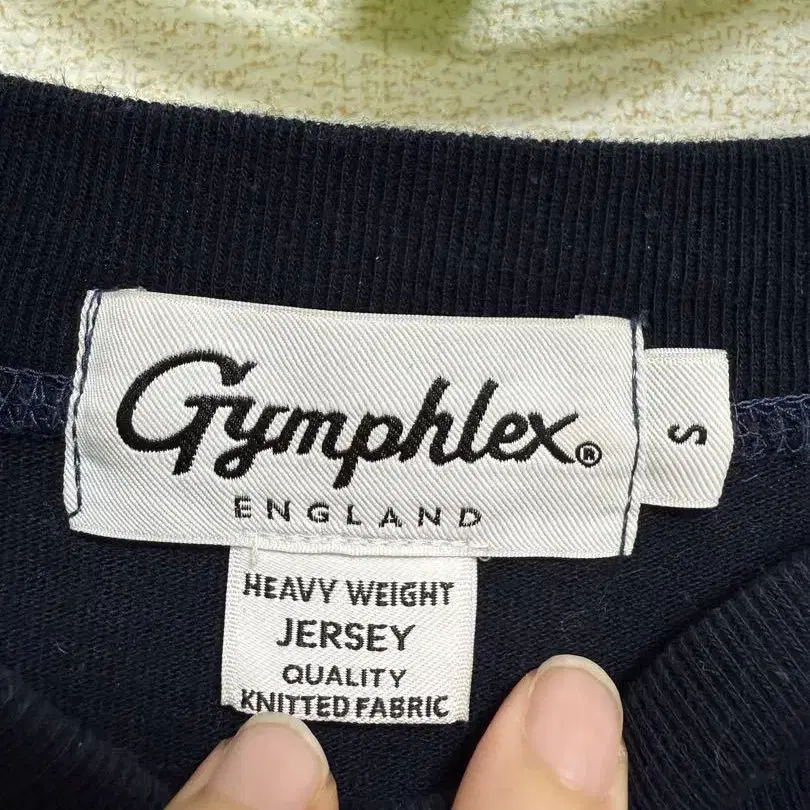 Gymphlex®
ENGLAND
S
HEAVY WEIGHT
JERSEY
QUALITY
KNITTED FABRIC